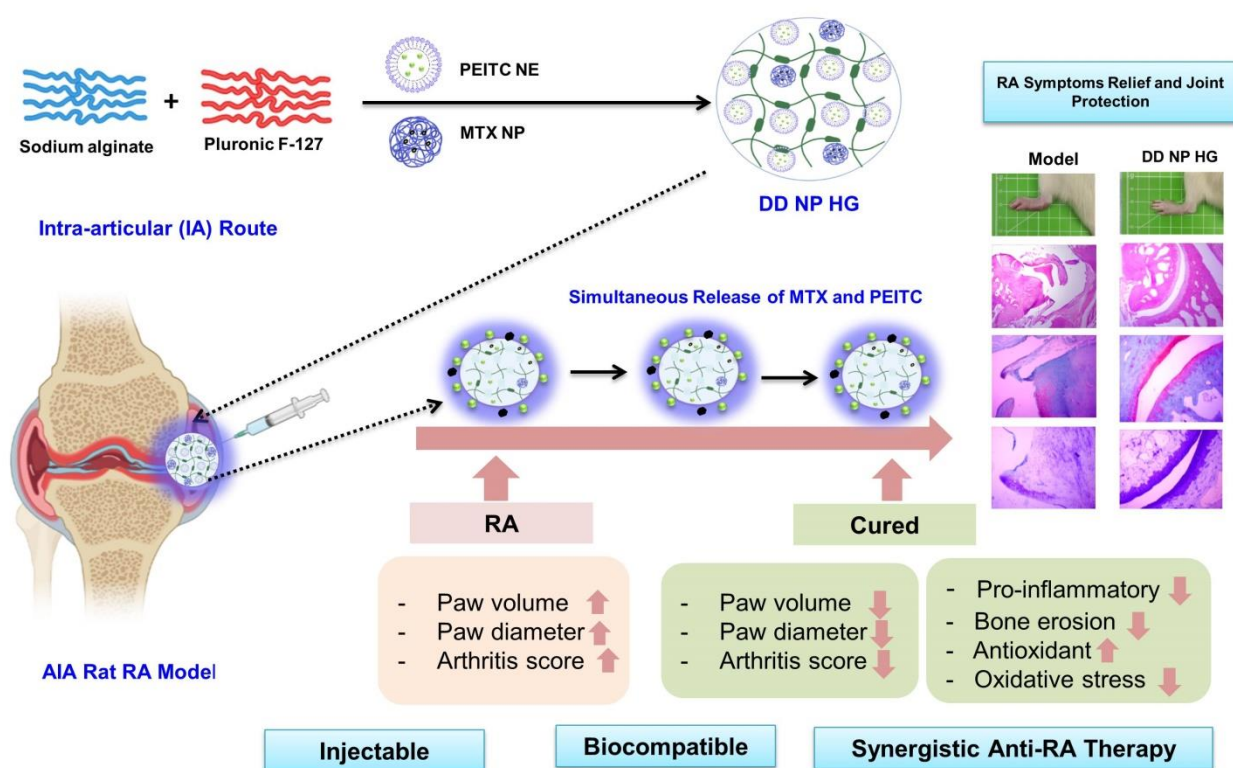 PEITC NE
MTX NP
Sodium alginate
+
Pluronic F-127
DD NP HG
Intra-articular (IA) Route
AIA Rat RA Model
Simultaneous Release of MTX and PEITC
RA
Cured
- Paw volume
- Paw diameter
- Arthritis score
- Paw volume
- Paw diameter
- Arthritis score
- Pro-inflammatory
- Bone erosion
- Antioxidant
- Oxidative stress
RA Symptoms Relief and Joint
Protection
Model
DD NP HG
Injectable
Biocompatible
Synergistic Anti-RA Therapy